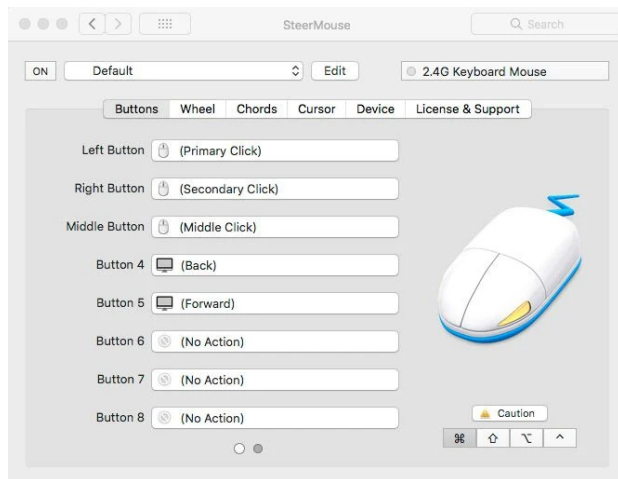 SteerMouse
Search
ON
Default
Edit
2.4G Keyboard Mouse
Buttons Wheel Chords Cursor Device License & Support
Left Button (Primary Click)
Right Button (Secondary Click)
Middle Button (Middle Click)
Button 4 (Back)
Button 5 (Forward)
Button 6 (No Action)
Button 7 (No Action)
Button 8 (No Action)
Caution
⌘ ⇧ ⌥ ^